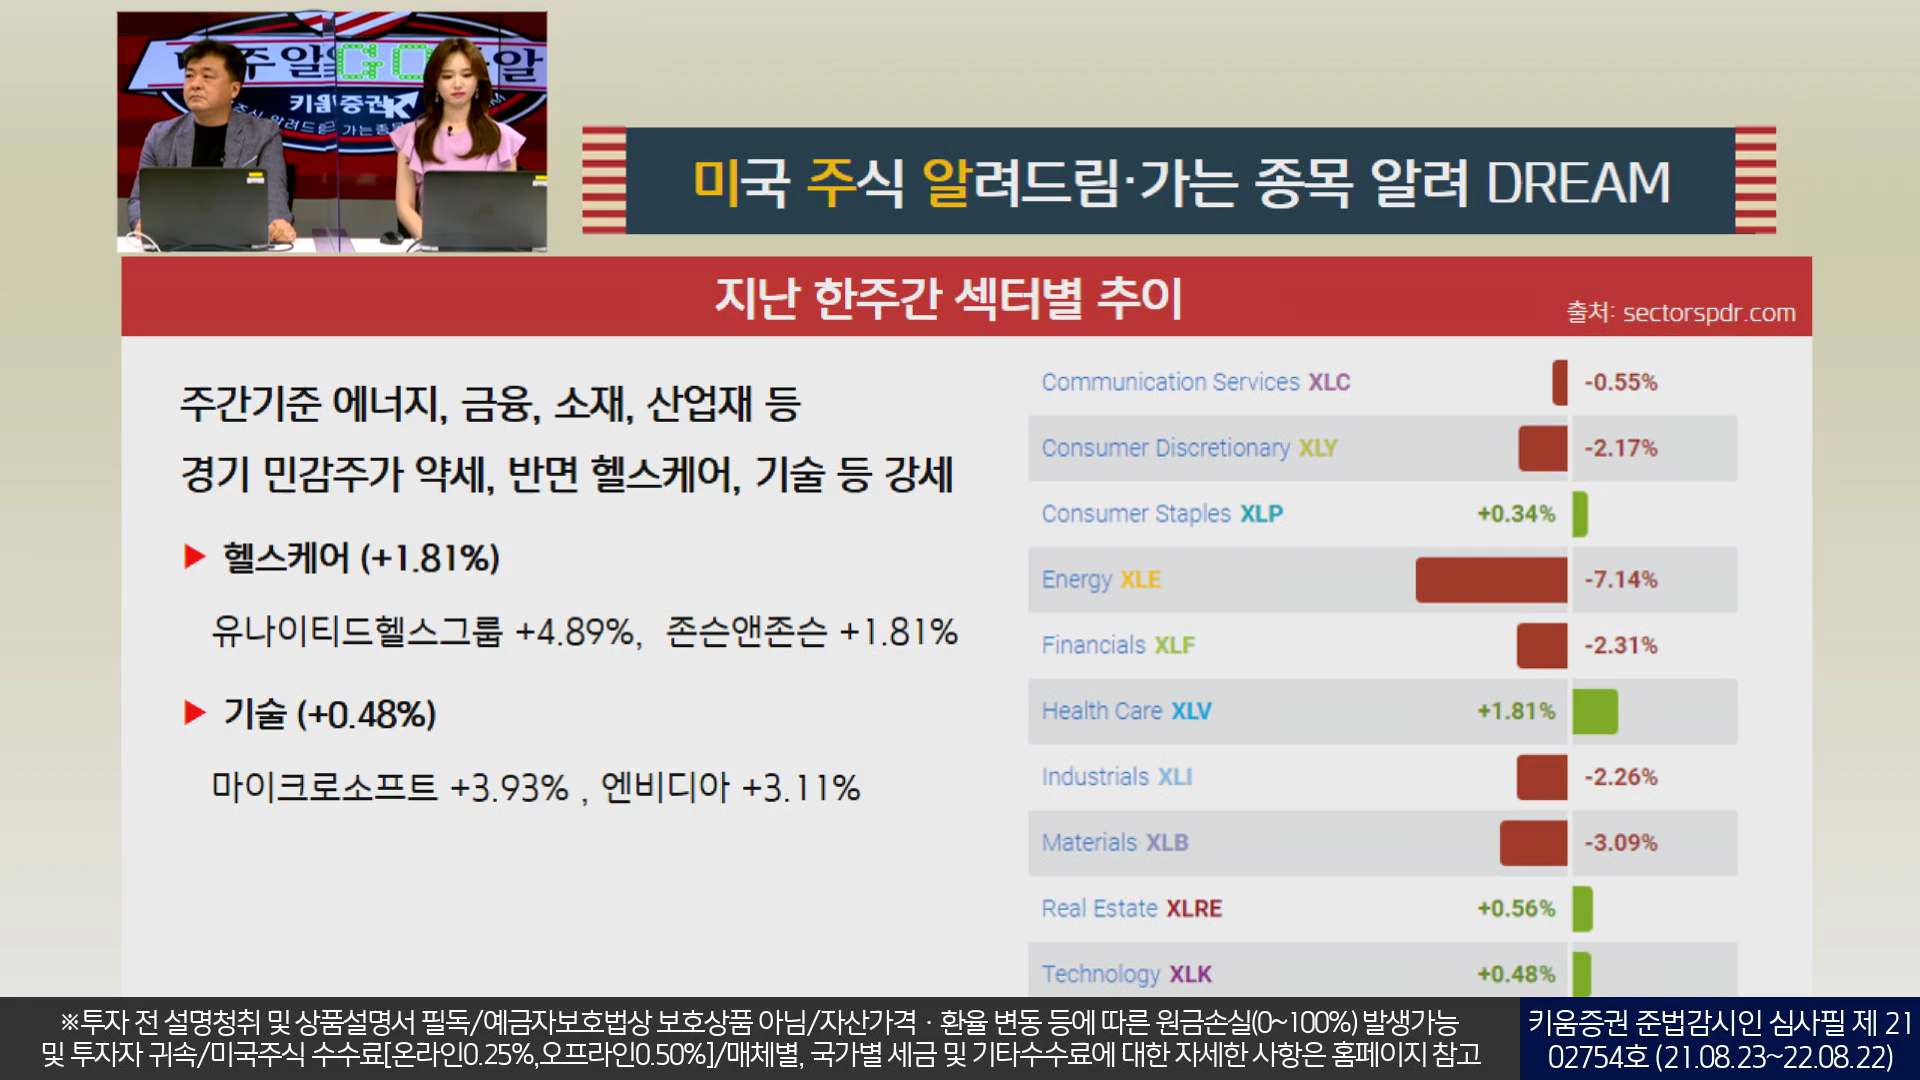 키움증권
미국 주식 알려드림·가는 종목 알려 DREAM
지난 한주간 섹터별 추이
출처: sectorspdr.com
주간기준 에너지, 금융, 소재, 산업재 등
경기 민감주가 약세, 반면 헬스케어, 기술 등 강세
▶ 헬스케어 (+1.81%)
유나이티드헬스그룹 +4.89%, 존슨앤존슨 +1.81%
▶ 기술 (+0.48%)
마이크로소프트 +3.93% , 엔비디아 +3.11%
Communication Services XLC -0.55%
Consumer Discretionary XLY -2.17%
Consumer Staples XLP +0.34%
Energy XLE -7.14%
Financials XLF -2.31%
Health Care XLV +1.81%
Industrials XLI -2.26%
Materials XLB -3.09%
Real Estate XLRE +0.56%
Technology XLK +0.48%
※투자 전 설명청취 및 상품설명서 필독/예금자보호법상 보호상품 아님/자산가격 · 환율 변동 등에 따른 원금손실(0~100%) 발생가능
및 투자자 귀속/미국주식 수수료[온라인0.25%,오프라인0.50%]/매체별, 국가별 세금 및 기타수수료에 대한 자세한 사항은 홈페이지 참고
키움증권 준법감시인 심사필 제 21
02754호 (21.08.23~22.08.22)